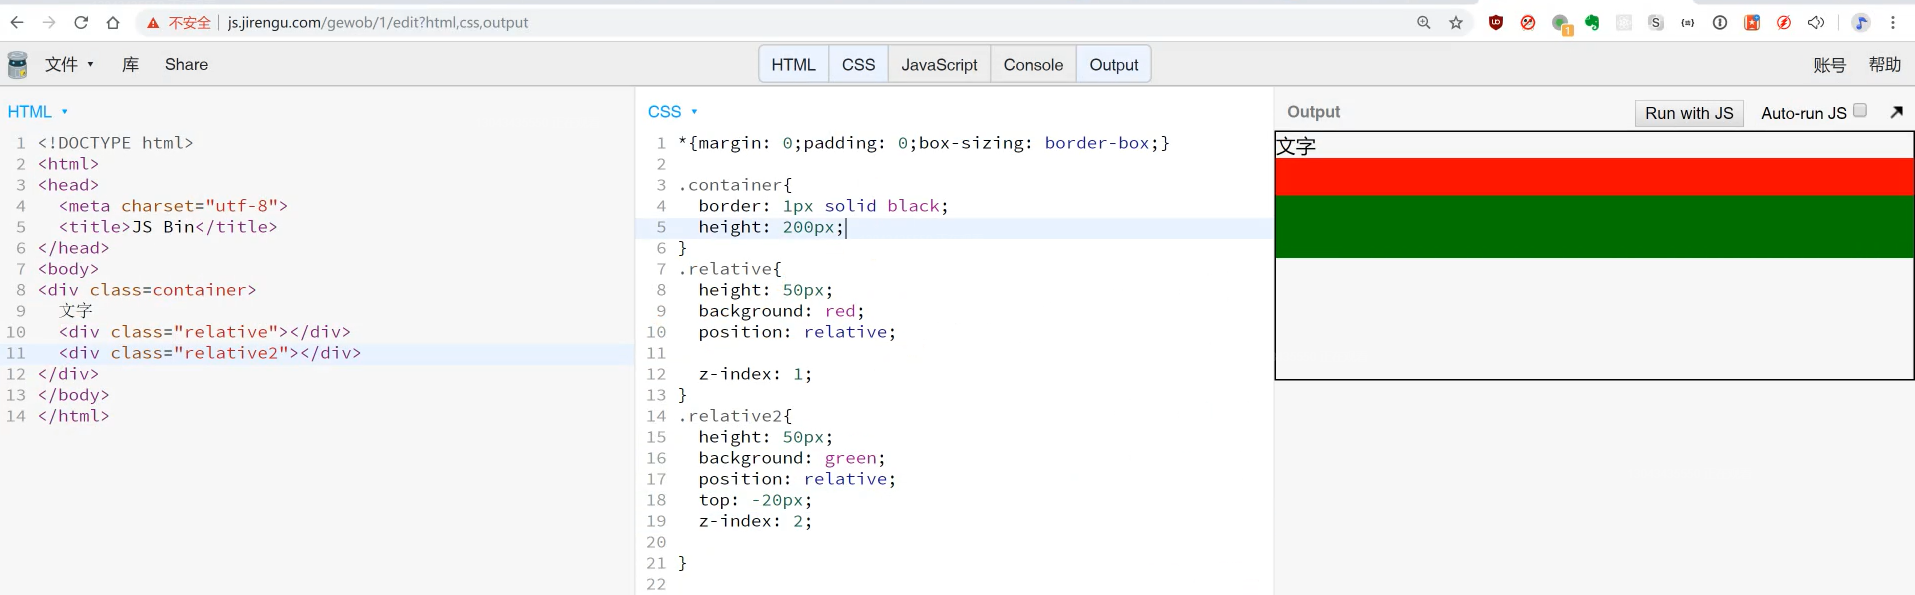 不安全 js.jirengu.com/gewob/1/edit?html,css,output
文件 库 Share HTML CSS JavaScript Console Output 账号 帮助
HTML
1 <!DOCTYPE html>
2 <html>
3 <head>
4 <meta charset="utf-8">
5 <title>JS Bin</title>
6 </head>
7 <body>
8 <div class=container>
9 文字
10 <div class="relative"></div>
11 <div class="relative2"></div>
12 </div>
13 </body>
14 </html>
CSS
1 *{margin: 0;padding: 0;box-sizing: border-box;}
2
3 .container{
4 border: 1px solid black;
5 height: 200px;
6 }
7 .relative{
8 height: 50px;
9 background: red;
10 position: relative;
11
12 z-index: 1;
13 }
14 .relative2{
15 height: 50px;
16 background: green;
17 position: relative;
18 top: -20px;
19 z-index: 2;
20
21 }
22
Output Run with JS Auto-run JS
文字